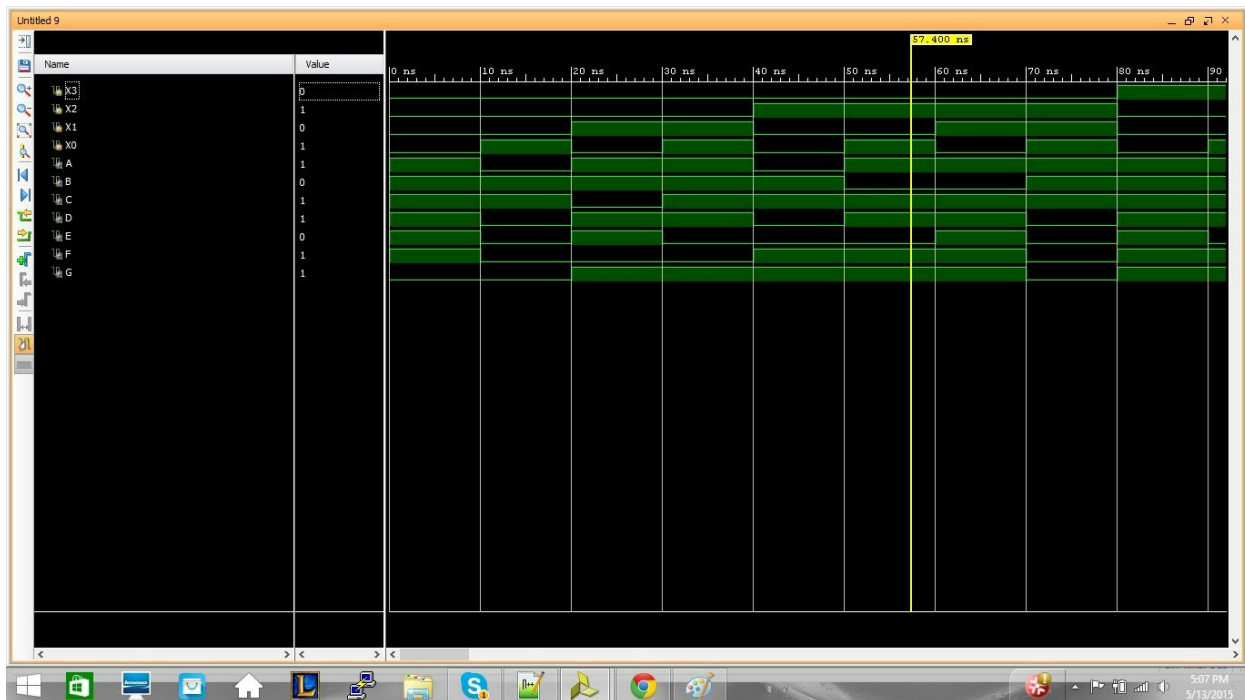 Untitled 9
57.400 ns
Name Value
0 ns 10 ns 20 ns 30 ns 40 ns 50 ns 60 ns 70 ns 80 ns 90
X3 0
X2 1
X1 0
X0 1
A 1
B 0
C 1
D 1
E 0
F 1
G 1
5:07 PM
5/13/2015